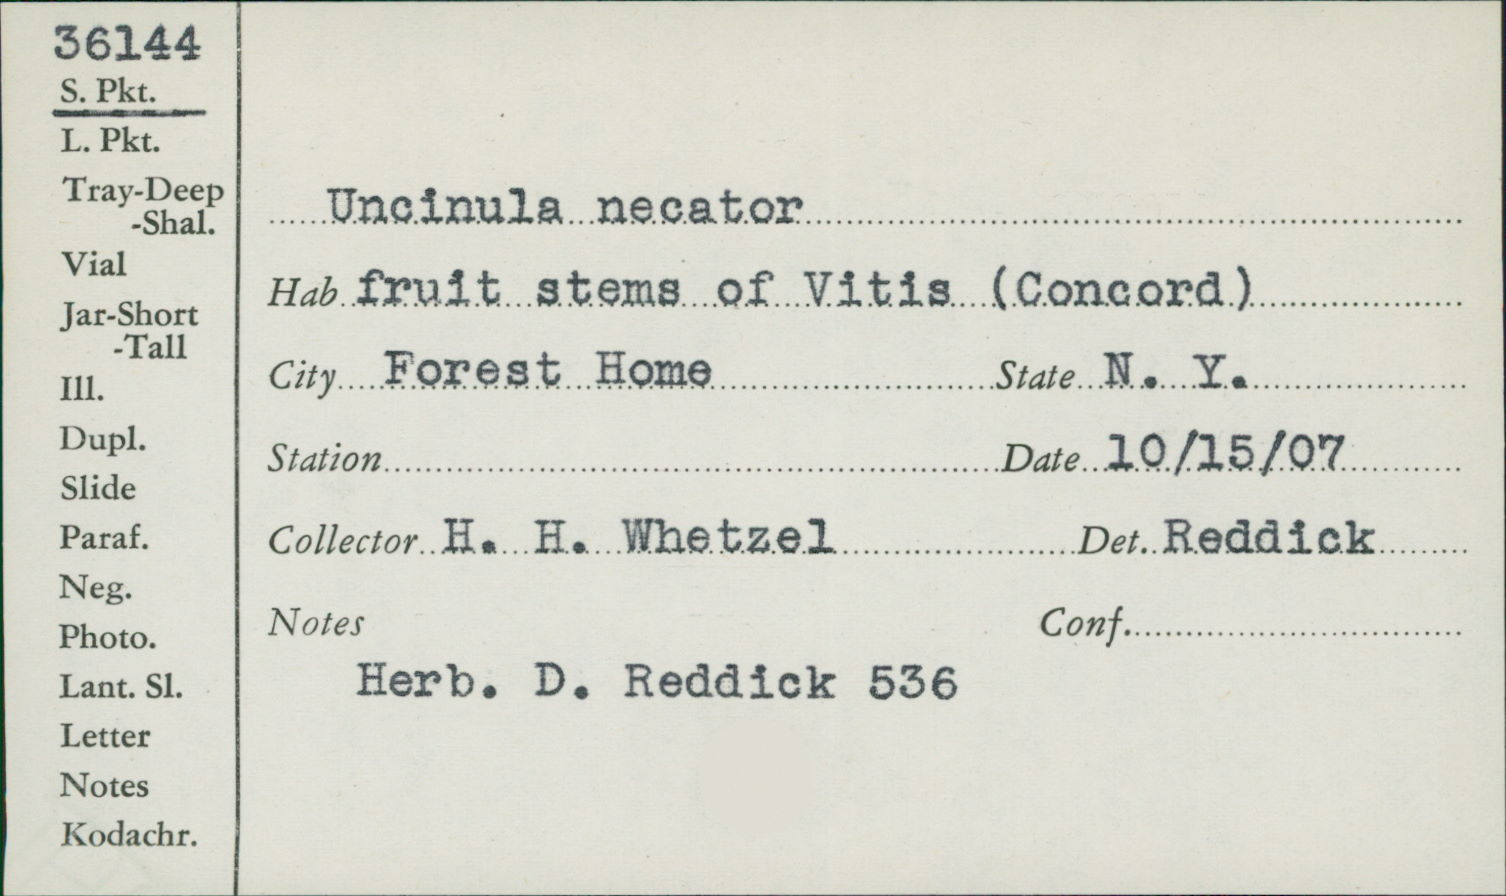 36144
S. Pkt.
L. Pkt.
Tray-Deep
-Shal.
Vial
Jar-Short
-Tall
Ill.
Dupl.
Slide
Paraf.
Neg.
Photo.
Lant. Sl.
Letter
Notes
Kodachr.
Uncinula necator
Hab fruit stems of Vitis (Concord)
City Forest Home State N. Y.
Station Date 10/15/07
Collector H. H. Whetzel Det. Reddick
Notes Conf.
Herb. D. Reddick 536